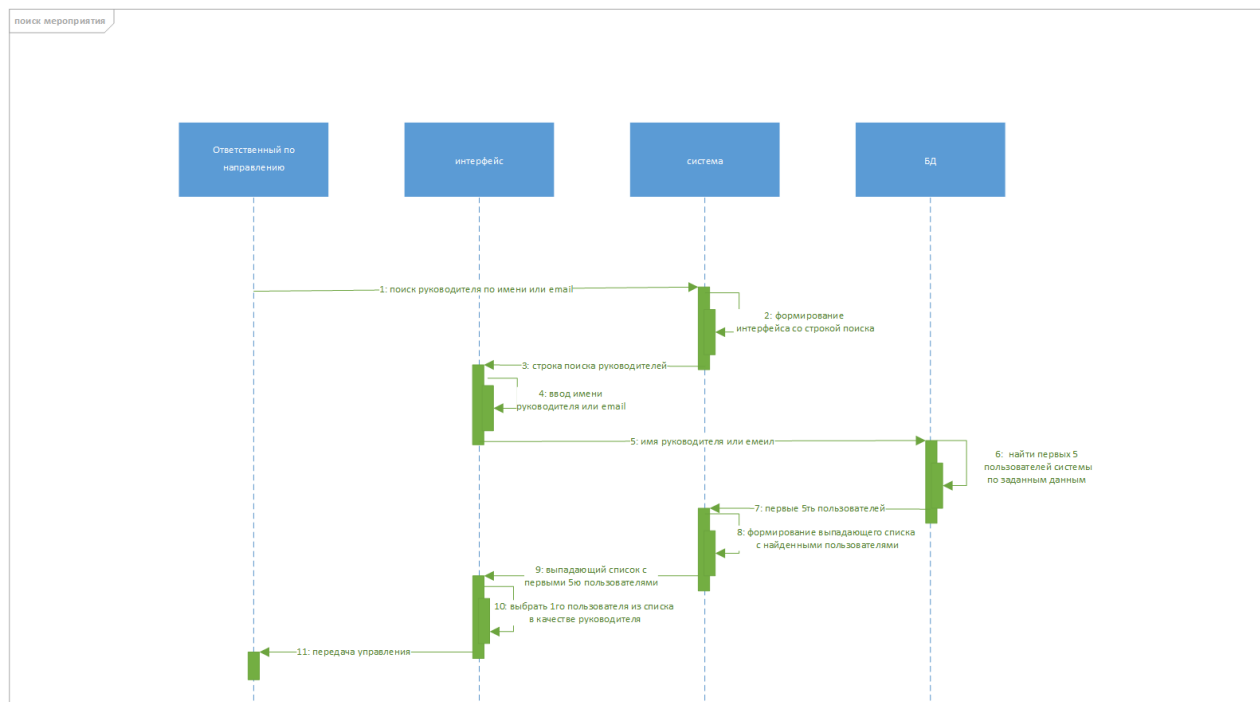 поиск мероприятия
Ответственный по
направлению
интерфейс
система
БД
1: поиск руководителя по имени или email
2: формирование
интерфейса со строкой поиска
3: строка поиска руководителей
4: ввод имени
руководителя или email
5: имя руководителя или емеил
6: найти первых 5
пользователей системы
по заданным данным
7: первые 5ть пользователей
8: формирование выпадающего списка
с найденными пользователями
9: выпадающий список с
первыми 5ю пользователями
10: выбрать 1го пользователя из списка
в качестве руководителя
11: передача управления